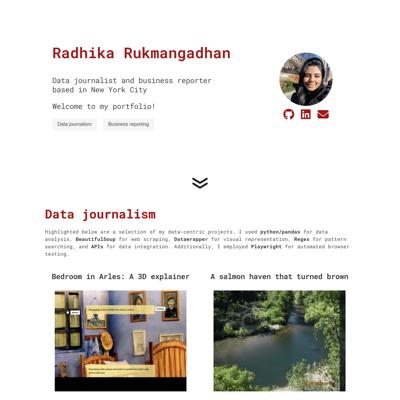 Radhika Rukmangadhan
Data journalist and business reporter
based in New York City
Welcome to my portfolio!
Data journalism
Business reporting
Data journalism
Highlighted below are a selection of my data-centric projects. I used python/pandas for data
analysis, BeautifulSoup for web scraping, Datawrapper for visual representation, Regex for pattern
searching, and APIs for data integration. Additionally, I employed Playwright for automated browser
testing.
Bedroom in Arles: A 3D explainer
A salmon haven that turned brown